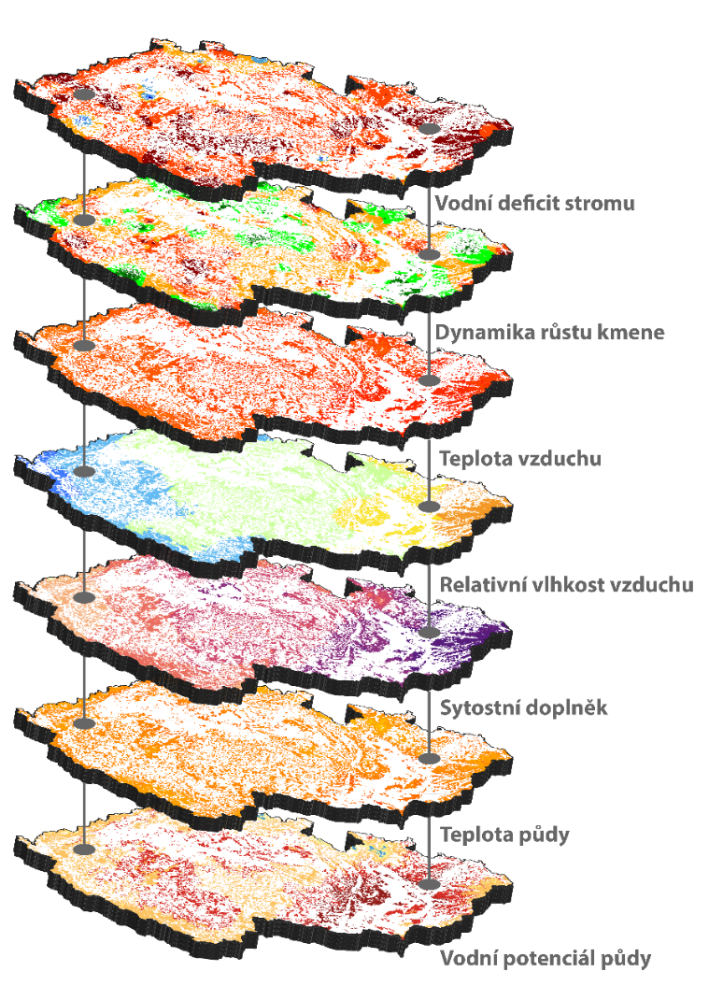 Vodní deficit stromu
Dynamika růstu kmene
Teplota vzduchu
Relativní vlhkost vzduchu
Sytostní doplněk
Teplota půdy
Vodní potenciál půdy